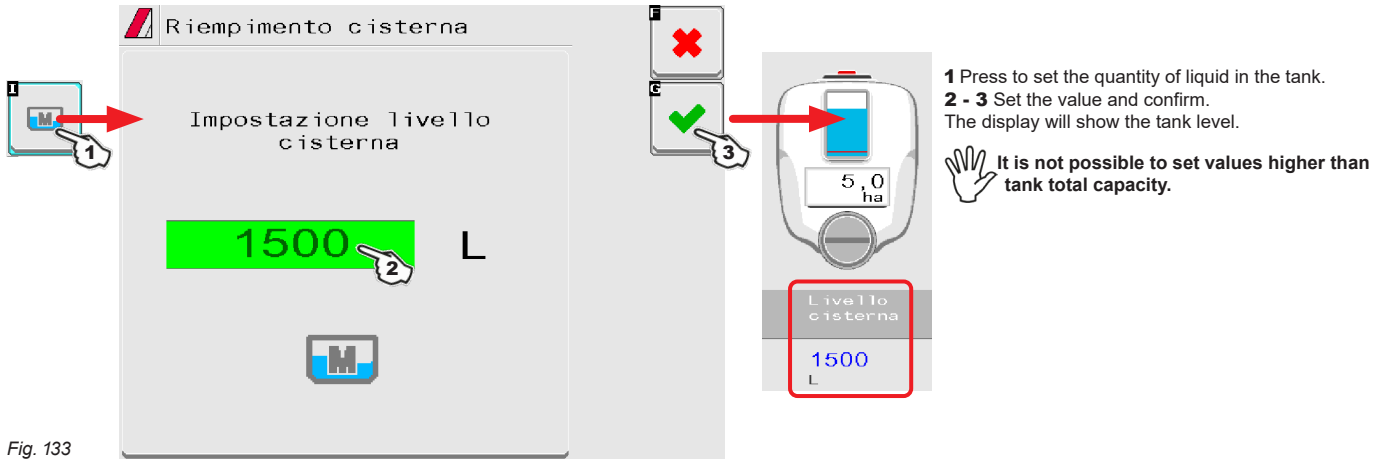 Riempimento cisterna
I
M
1
Impostazione livello
cisterna
1500
L
2
M
F
G
3
5,0
ha
Livello
cisterna
1500
L
1 Press to set the quantity of liquid in the tank.
2 - 3 Set the value and confirm.
The display will show the tank level.
It is not possible to set values higher than
tank total capacity.
Fig. 133